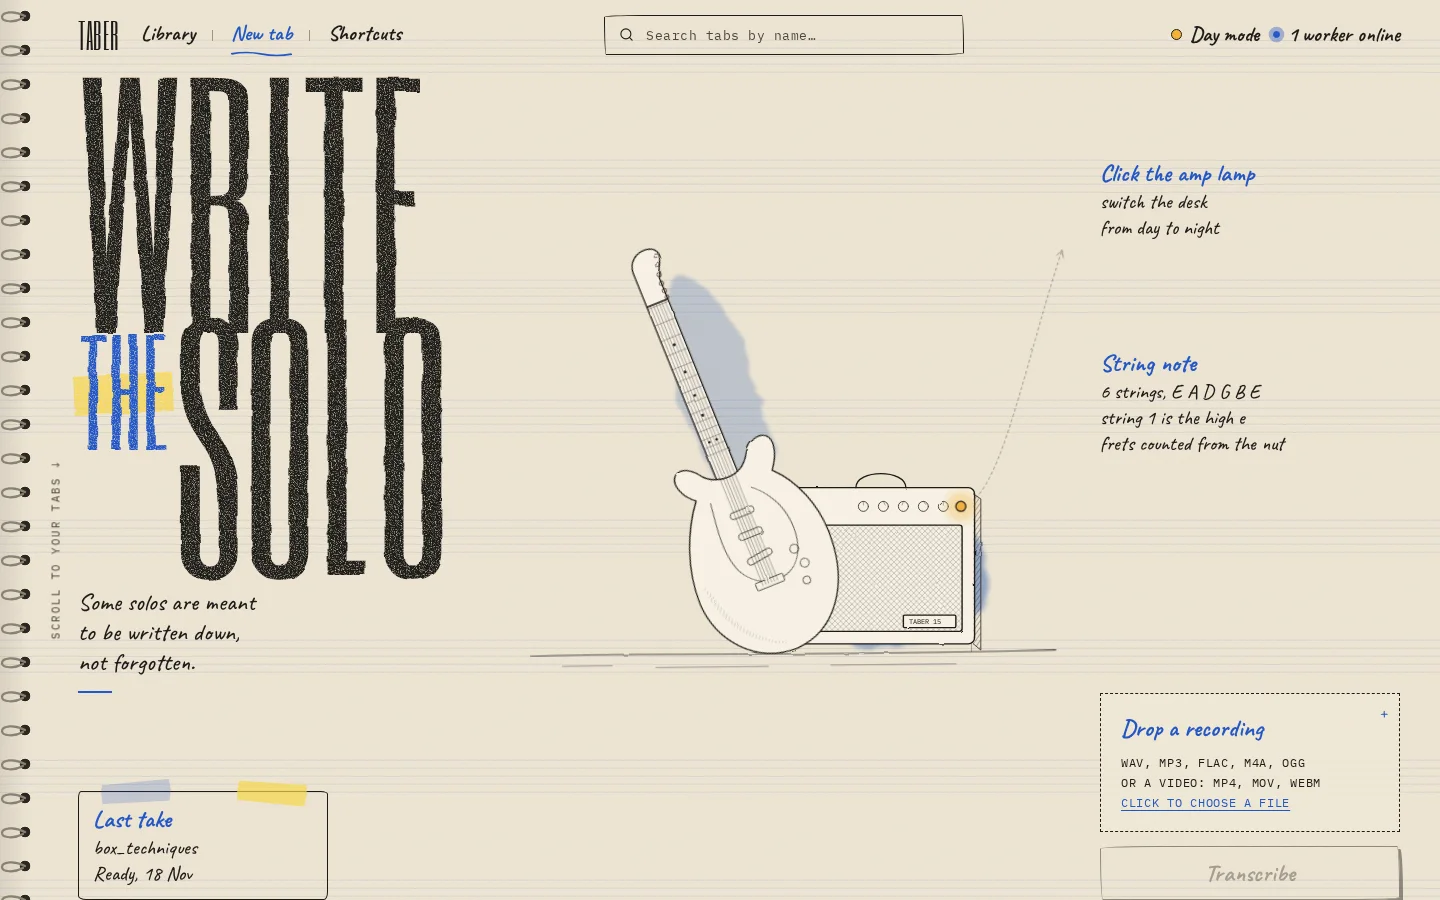 TABER
Library
New tab
Shortcuts
Search tabs by name…
Day mode
1 worker online
WRITE
THE SOLO
SCROLL TO YOUR TABS ↓
Some solos are meant
to be written down,
not forgotten.
Click the amp lamp
switch the desk
from day to night
String note
6 strings, E A D G B E
string 1 is the high e
frets counted from the nut
TABER 15
Last take
box_techniques
Ready, 18 Nov
Drop a recording
+
WAV, MP3, FLAC, M4A, OGG
OR A VIDEO: MP4, MOV, WEBM
CLICK TO CHOOSE A FILE
Transcribe